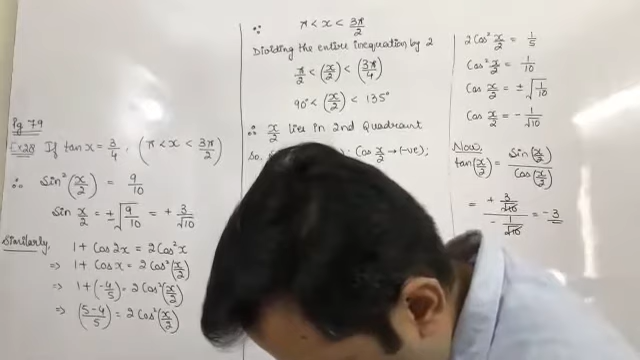 Pg 79
Ex28 If tan x = 3/4, (π < x < 3π/2)
∴ sin²(x/2) = 9/10
Sin x/2 = ±√(9/10) = + 3/√10
Similarly,
1 + Cos 2x = 2 Cos² x
⇒ 1 + Cos x = 2 Cos²(x/2)
⇒ 1 + (-4/5) = 2 Cos²(x/2)
⇒ (5-4/5) = 2 Cos²(x/2)
∵ π < x < 3π/2
Dividing the entire inequation by 2
π/2 < (x/2) < (3π/4)
90° < (x/2) < 135°
∴ x/2 lies in 2nd Quadrant
So, Cos x/2 → (-ve);
2 Cos² x/2 = 1/5
Cos² x/2 = 1/10
Cos x/2 = ±√(1/10)
Cos x/2 = - 1/√10
Now,
tan(x/2) = Sin(x/2)/Cos(x/2)
= + 3/√10 / - 1/√10 = -3